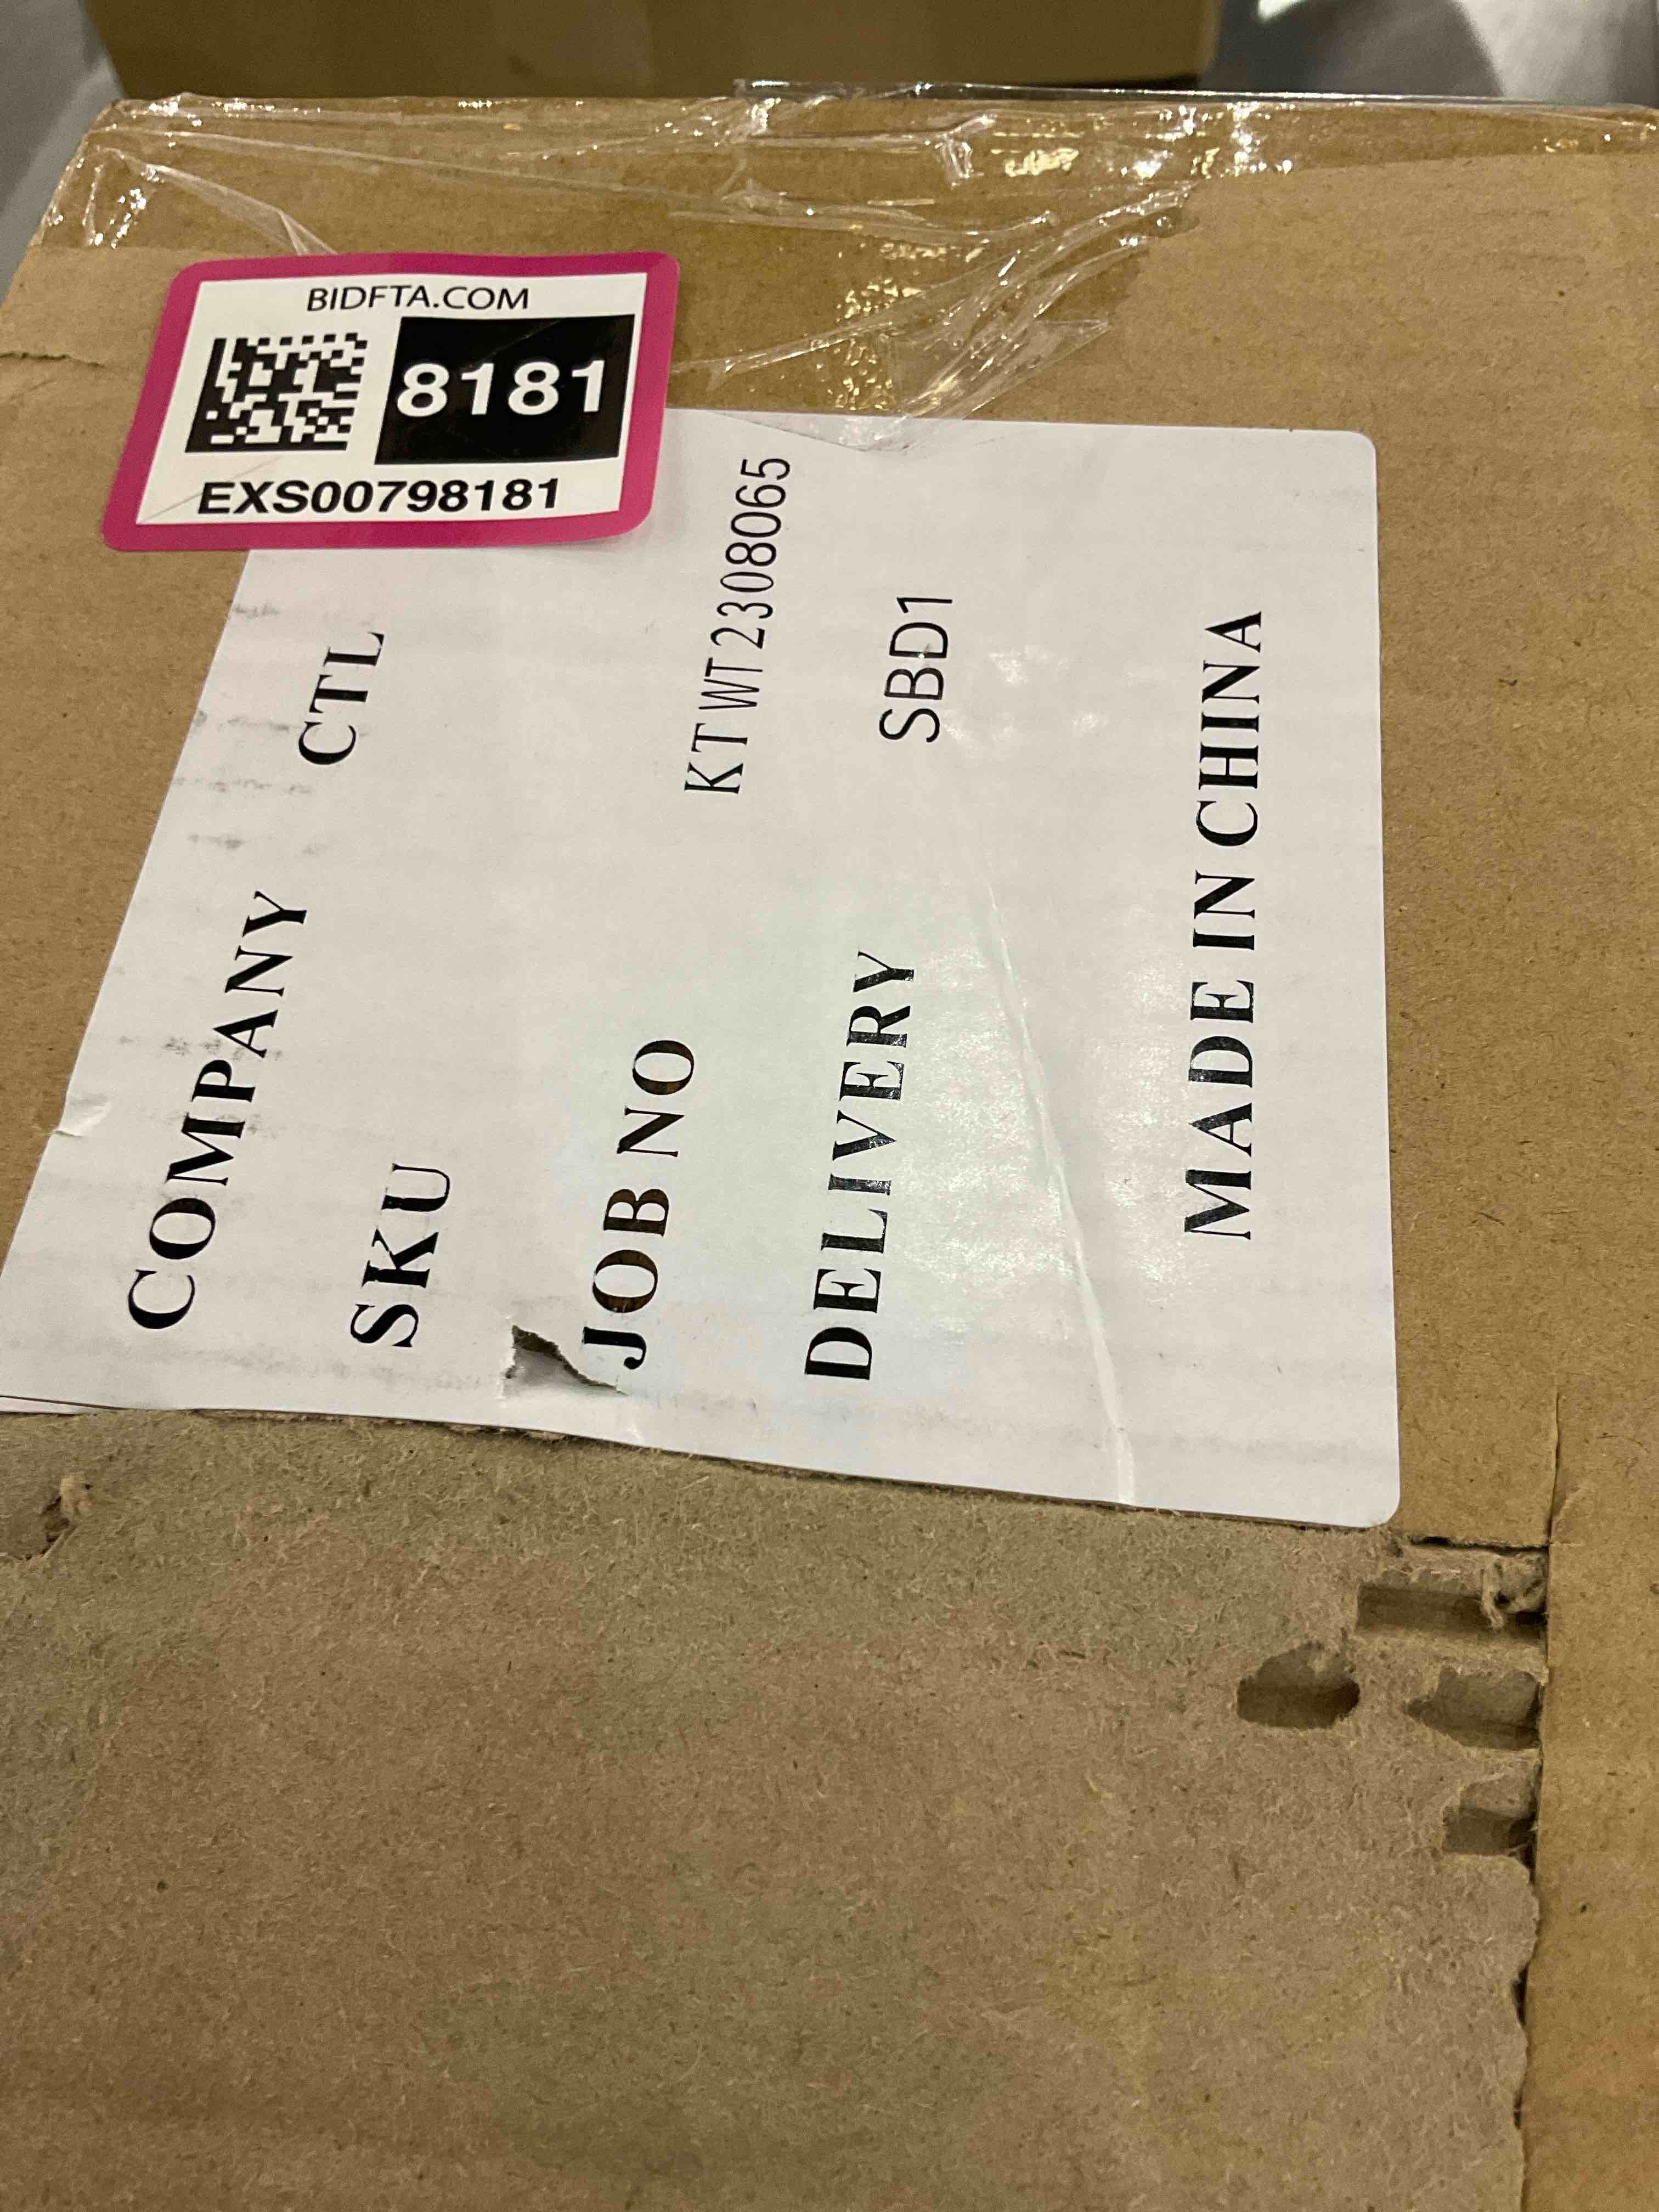 BIDFTA.COM
8181
EXS00798181
COMPANY CTL
SKU
JOB NO KTWT2308065
DELIVERY SBD1
MADE IN CHINA